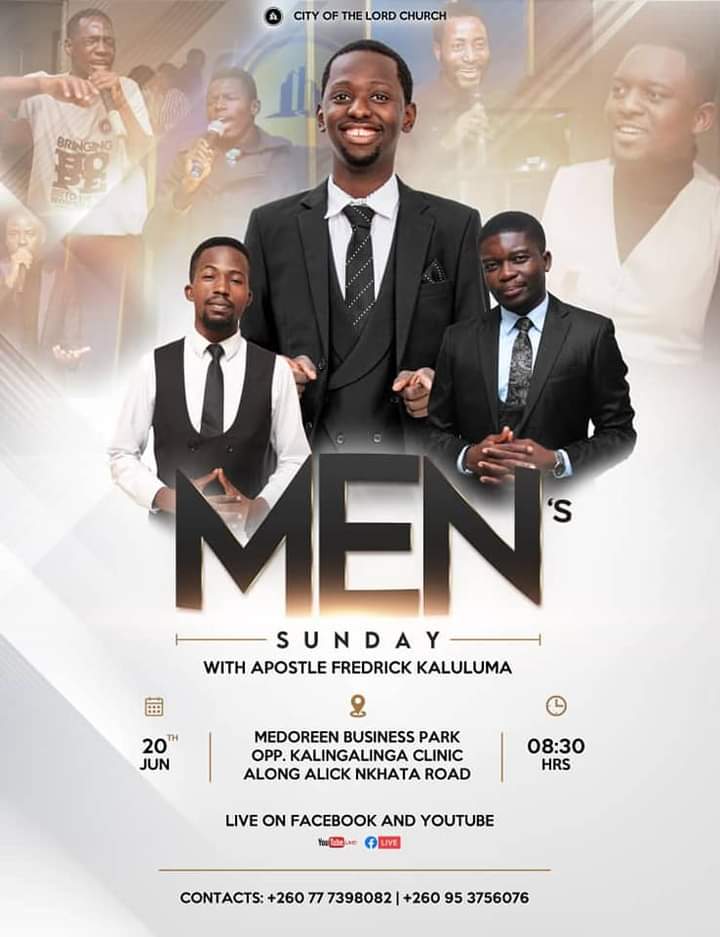 CITY OF THE LORD CHURCH
BRINGING
HOPE
MEN'S
SUNDAY
WITH APOSTLE FREDRICK KALULUMA
20TH
JUN
MEDOREEN BUSINESS PARK
OPP. KALINGALINGA CLINIC
ALONG ALICK NKHATA ROAD
08:30
HRS
LIVE ON FACEBOOK AND YOUTUBE
YouTube LIVE
LIVE
CONTACTS: +260 77 7398082 | +260 95 3756076